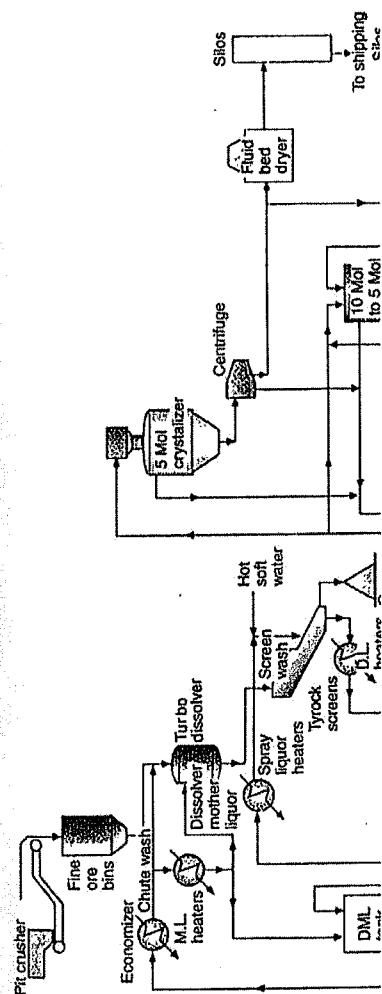 Silos
To shipping
Silos
Fluid
bed
dryer
10 Mol
to 5 Mol
Centrifuge
5 Mol
crystalizer
Hot
soft
water
Screen
wash
Tyrock
screens
D.L.
heaters
Turbo
dissolver
Dissolver
mother
liquor
Spray
liquor
heaters
Pit crusher
Fine
ore
bins
Chute wash
Economizer
M.L.
heaters
DML